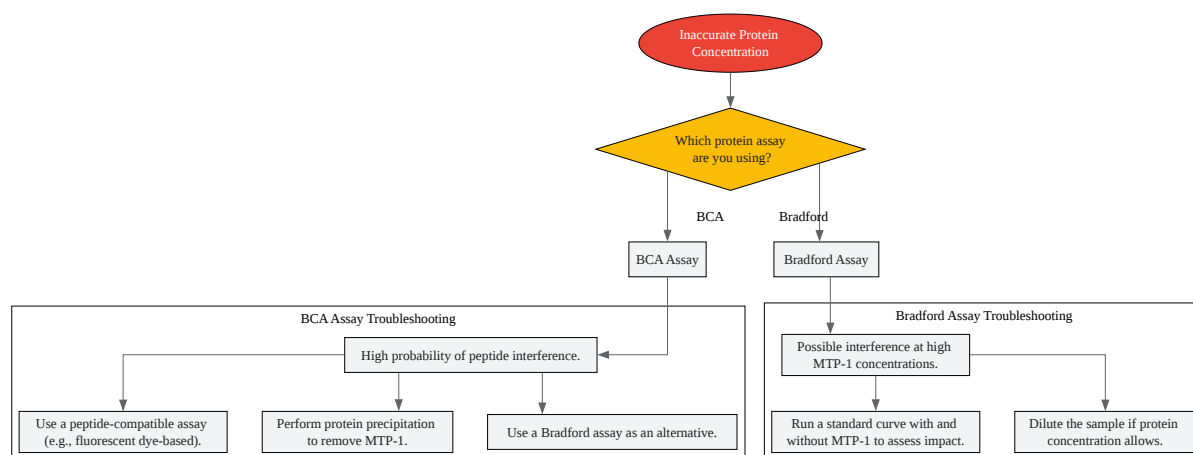 Inaccurate Protein
Concentration
Which protein assay
are you using?
BCA
Bradford
BCA Assay
Bradford Assay
BCA Assay Troubleshooting
High probability of peptide interference.
Use a peptide-compatible assay
(e.g., fluorescent dye-based).
Perform protein precipitation
to remove MTP-1.
Use a Bradford assay as an alternative.
Bradford Assay Troubleshooting
Possible interference at high
MTP-1 concentrations.
Run a standard curve with and
without MTP-1 to assess impact.
Dilute the sample if protein
concentration allows.